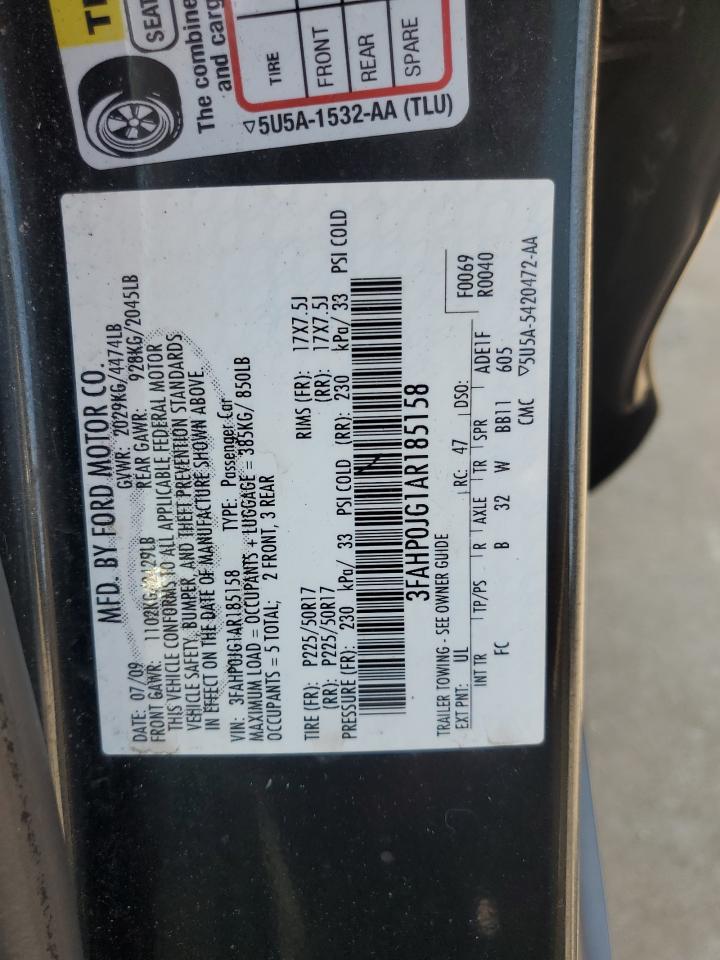 TI
SEAT
The combine
and carg
TIRE
FRONT
REAR
SPARE
▽5U5A-1532-AA (TLU)
MFD. BY FORD MOTOR CO.
DATE: 07/09 GVWR: 2029KG/4474LB
FRONT GAWR: 1102KG/2429LB REAR GAWR: 928KG/2045LB
THIS VEHICLE CONFORMS TO ALL APPLICABLE FEDERAL MOTOR
VEHICLE SAFETY, BUMPER, AND THEFT PREVENTION STANDARDS
IN EFFECT ON THE DATE OF MANUFACTURE SHOWN ABOVE.
VIN: 3FAHP0JG1AR185158 TYPE: Passenger Car
MAXIMUM LOAD = OCCUPANTS + LUGGAGE = 385KG/ 850LB
OCCUPANTS = 5 TOTAL; 2 FRONT, 3 REAR
TIRE (FR): P225/50R17 RIMS (FR): 17X7.5J
(RR): P225/50R17 (RR): 17X7.5J
PRESSURE (FR): 230 kPa/ 33 PSI COLD (RR): 230 kPa/ 33 PSI COLD
3FAHP0JG1AR185158
TRAILER TOWING - SEE OWNER GUIDE F0069
EXT PNT: UL RC: 47 DSO: R0040
INT TR TP/PS R AXLE TR SPR ADE1F
FC B 32 W BB11 605
CMC ▽5U5A-5420472-AA